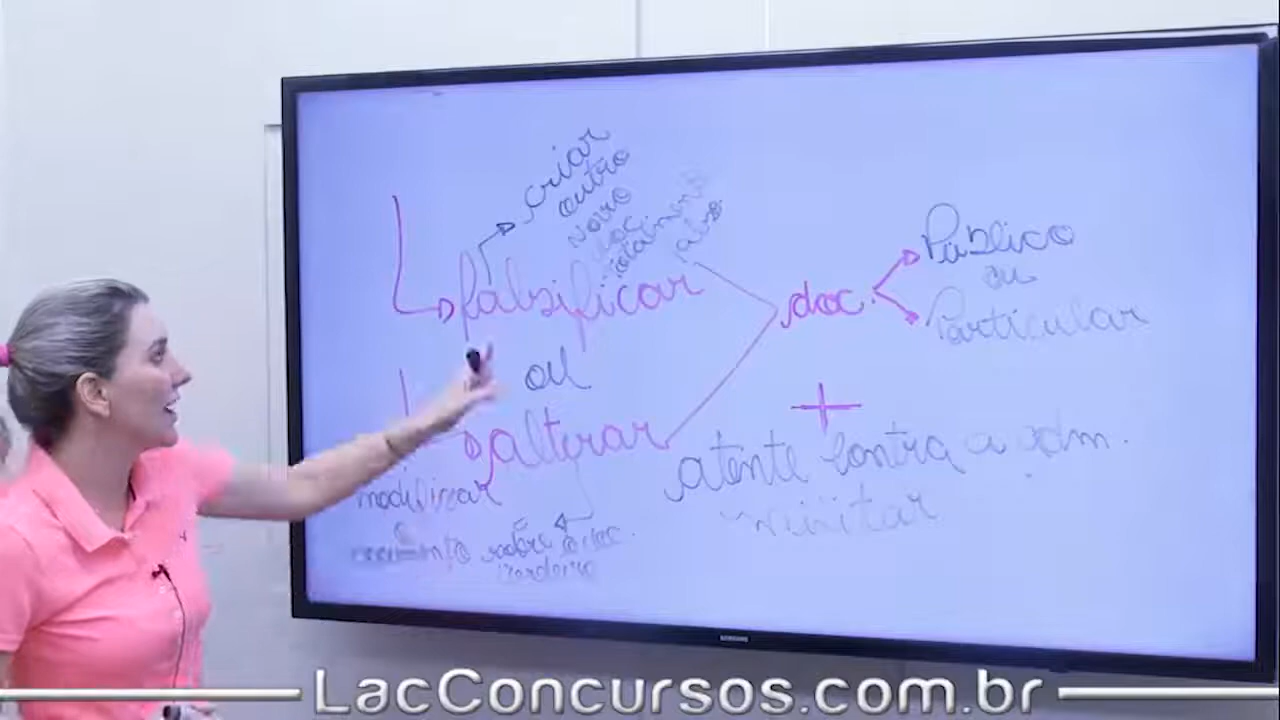 criar
outro
novo
doc
totalmente
falso
falsificar
ou
alterar
modificar
sobre o doc.
doc.
Público
ou
Particular
+
atente contra a adm.
militar
SAMSUNG
LacConcursos.com.br